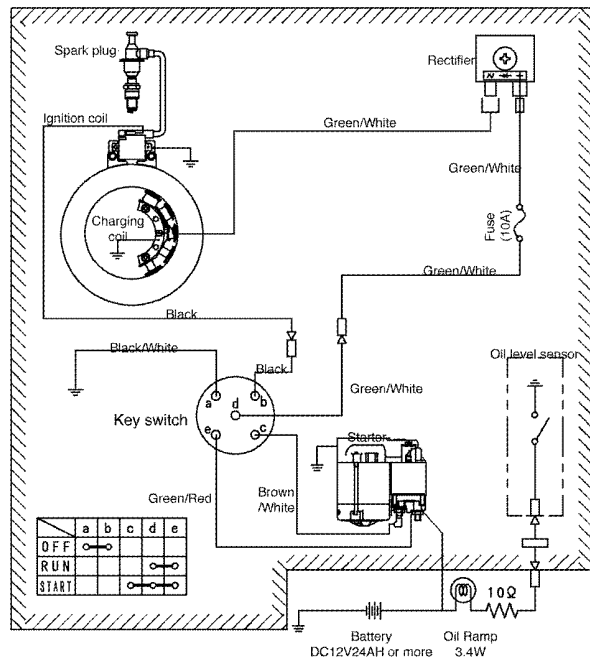 Spark plug
Rectifier
Ignition coil
Green/White
Green/White
Charging
coil
Fuse
(10A)
Green/White
Black
Black/White
Black
Oil level sensor
Green/White
a
b
d
Key switch
e
c
Starter
Green/Red
Brown
/White
a b c d e
OFF
RUN
START
10Ω
Battery
DC12V24AH or more
Oil Ramp
3.4W